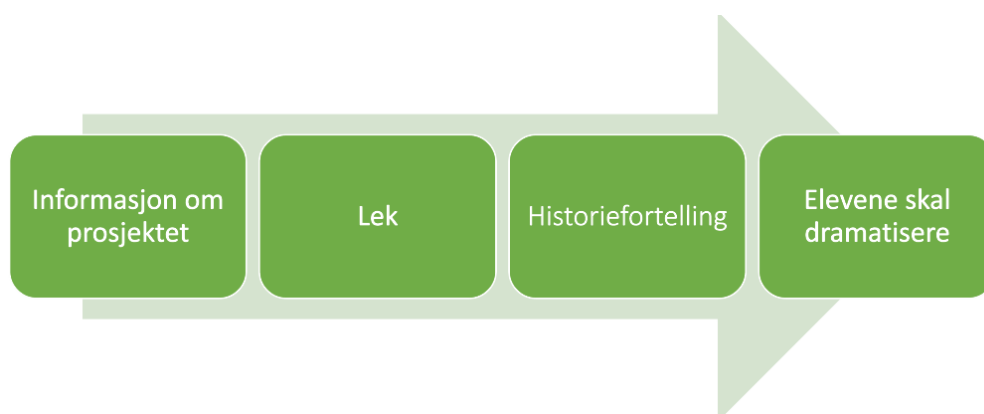 Informasjon om
prosjektet
Lek
Historiefortelling
Elevene skal
dramatisere